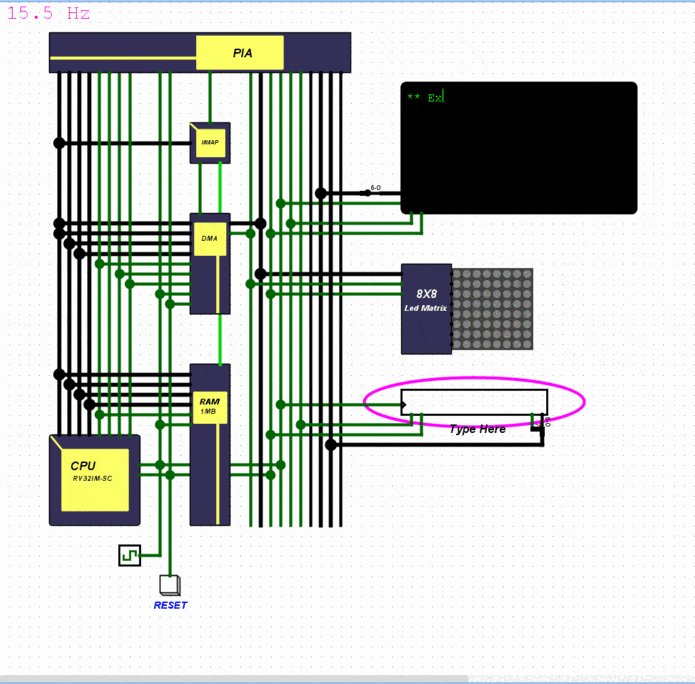 15.5 Hz
PIA
** Ex
IMMAP
6-0
DMA
8X8
Led Matrix
RAM
1MB
Type Here
CPU
RV32IM-SC
RESET